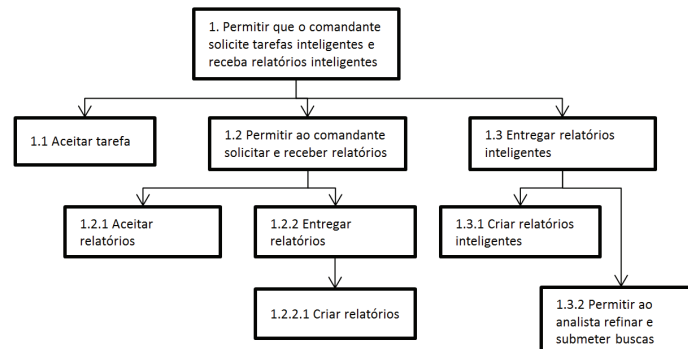 1. Permitir que o comandante
solicite tarefas inteligentes e
receba relatórios inteligentes
1.1 Aceitar tarefa
1.2 Permitir ao comandante
solicitar e receber relatórios
1.3 Entregar relatórios
inteligentes
1.2.1 Aceitar
relatórios
1.2.2 Entregar
relatórios
1.3.1 Criar relatórios
inteligentes
1.2.2.1 Criar relatórios
1.3.2 Permitir ao
analista refinar e
submeter buscas